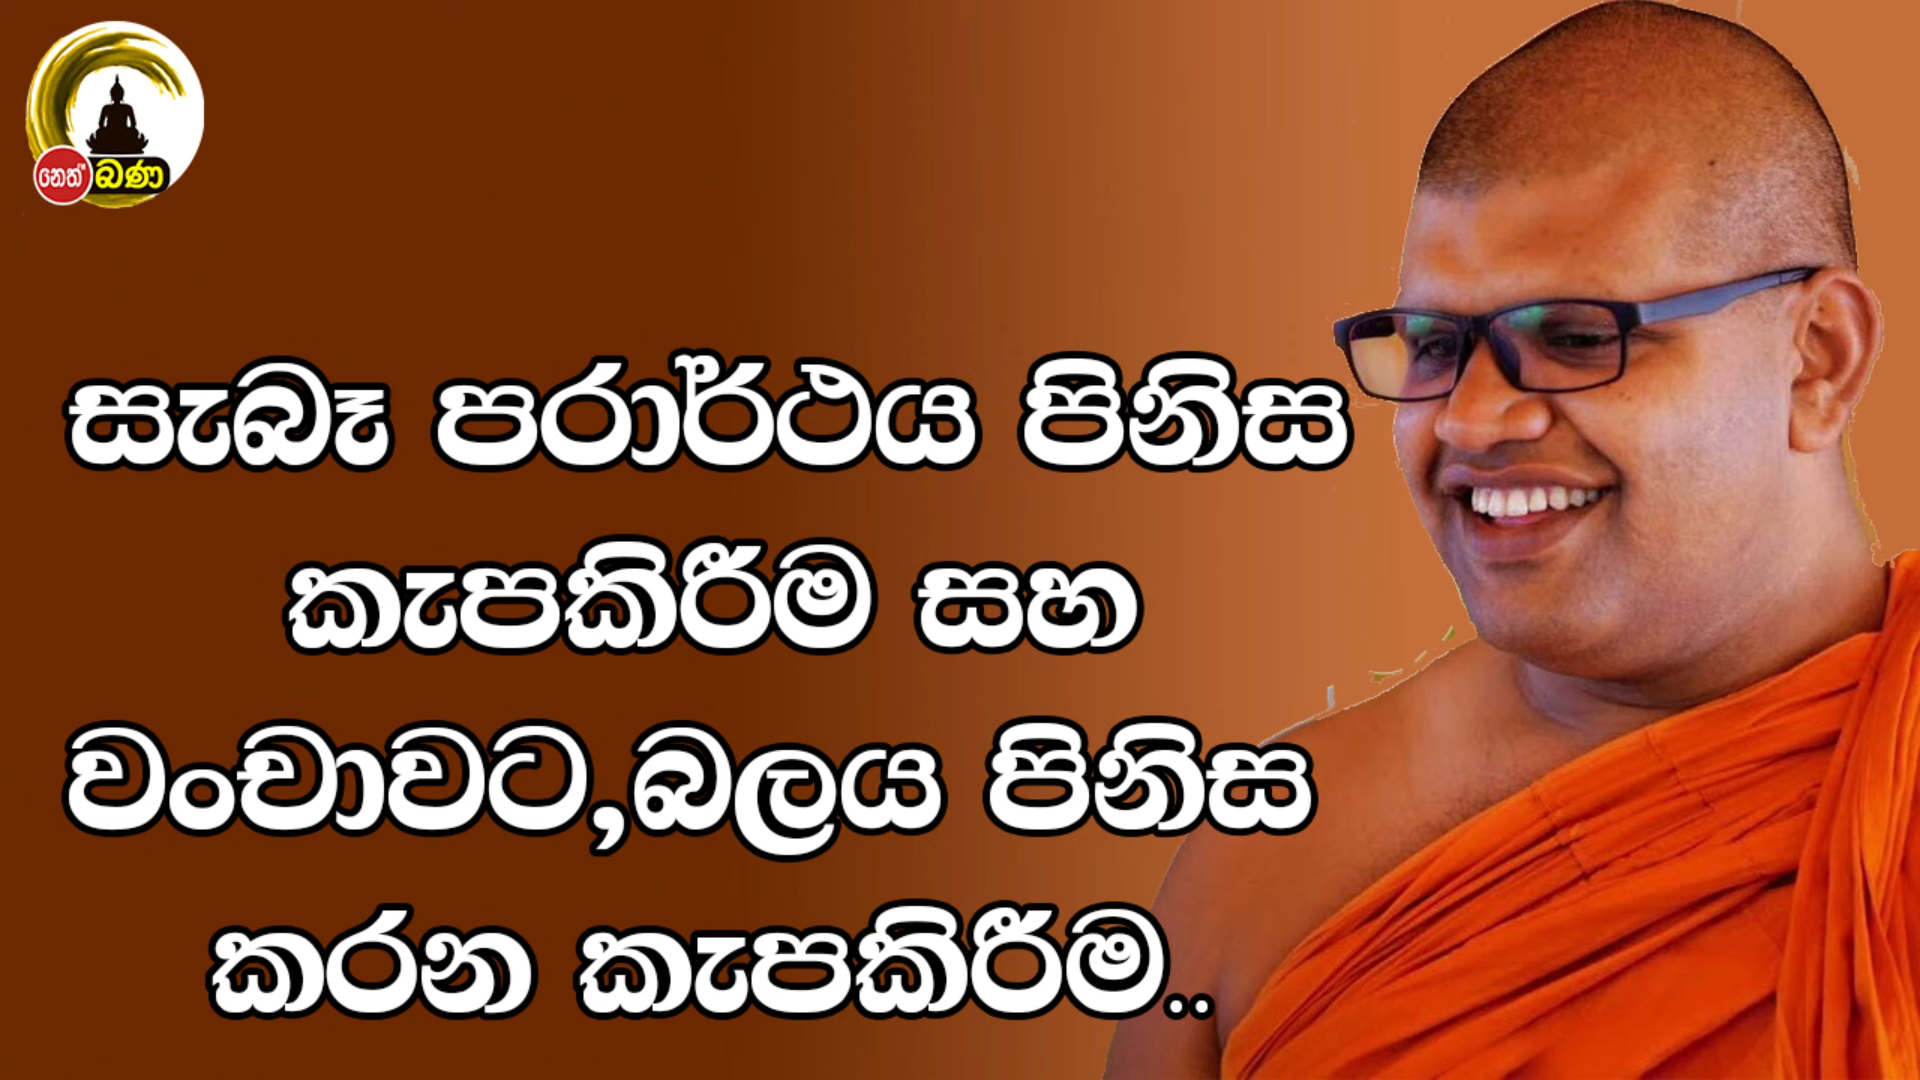 නෙත් බණ
සැබෑ පරාර්ථය පිනිස
කැපකිරීම සහ
වංචාවට,බලය පිනිස
කරන කැපකිරීම..